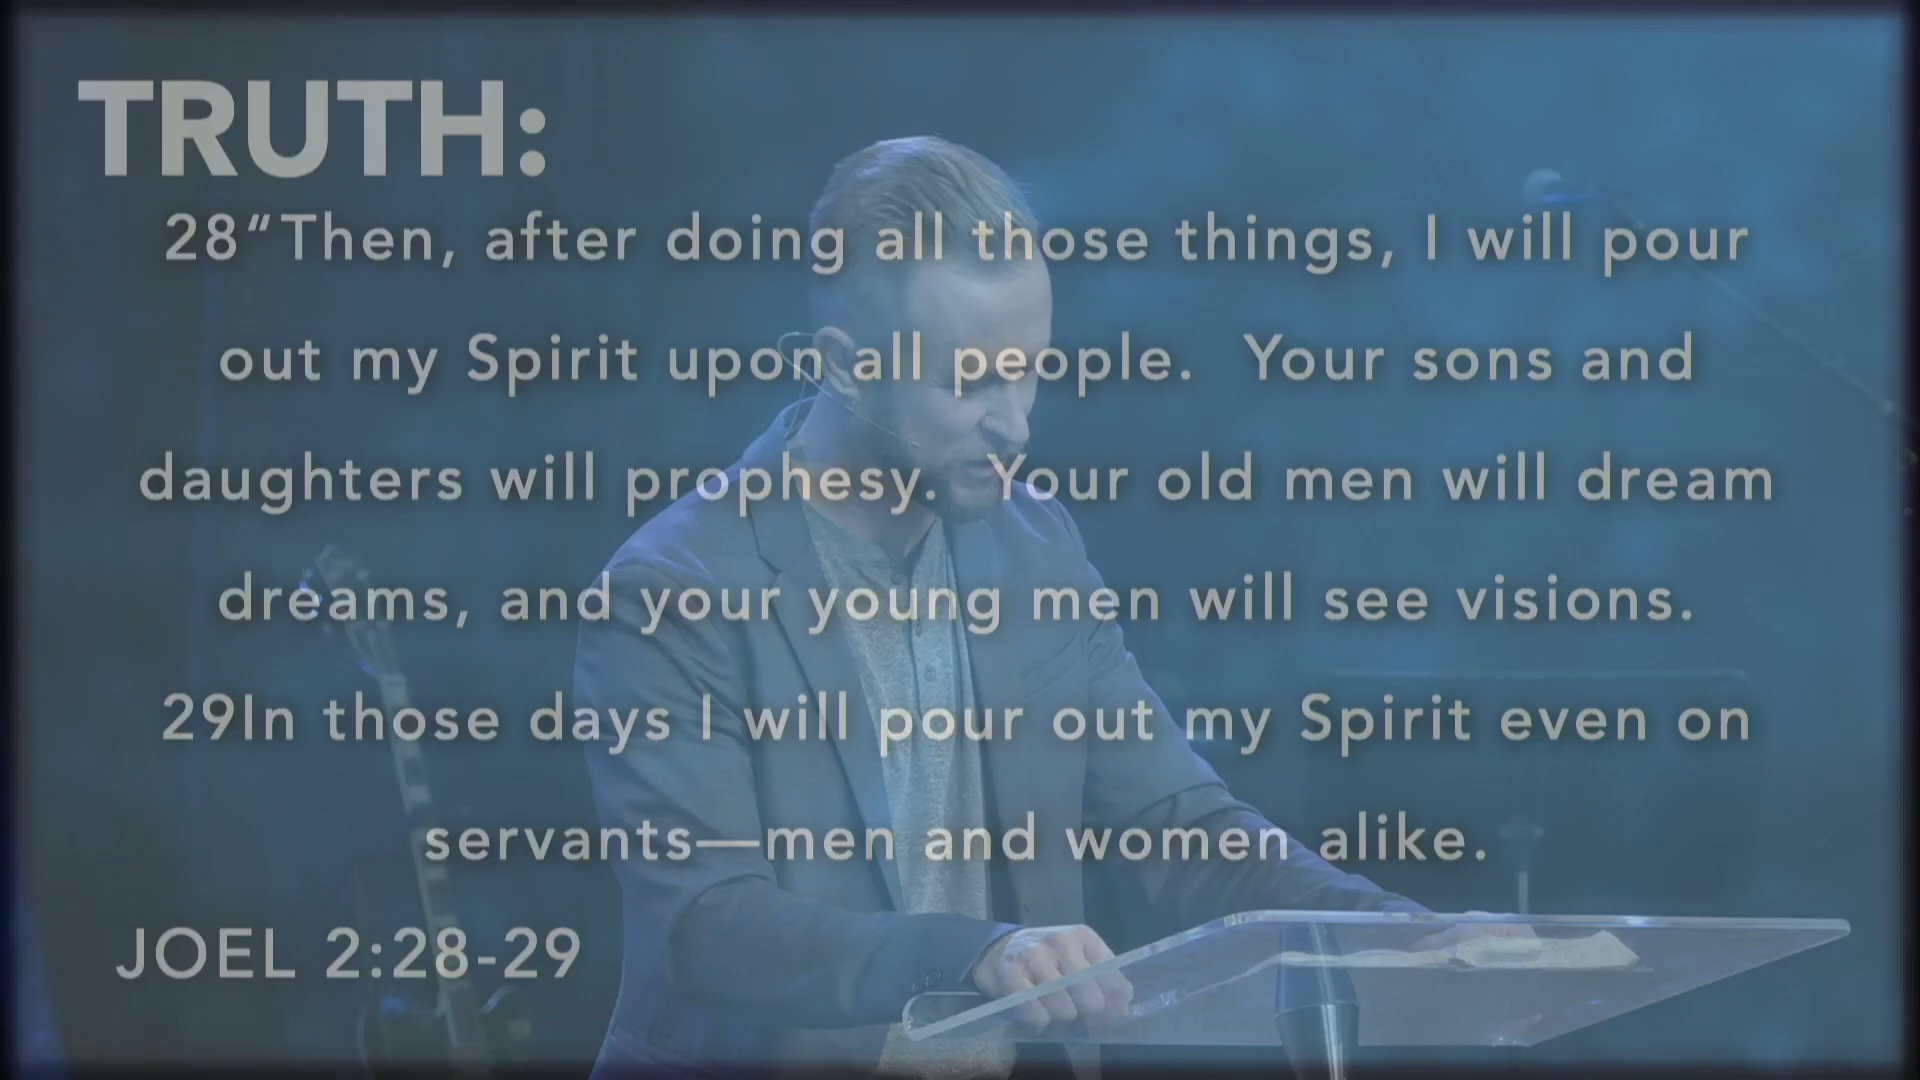 TRUTH:
28“Then, after doing all those things, I will pour
out my Spirit upon all people. Your sons and
daughters will prophesy. Your old men will dream
dreams, and your young men will see visions.
29In those days I will pour out my Spirit even on
servants—men and women alike.
JOEL 2:28-29